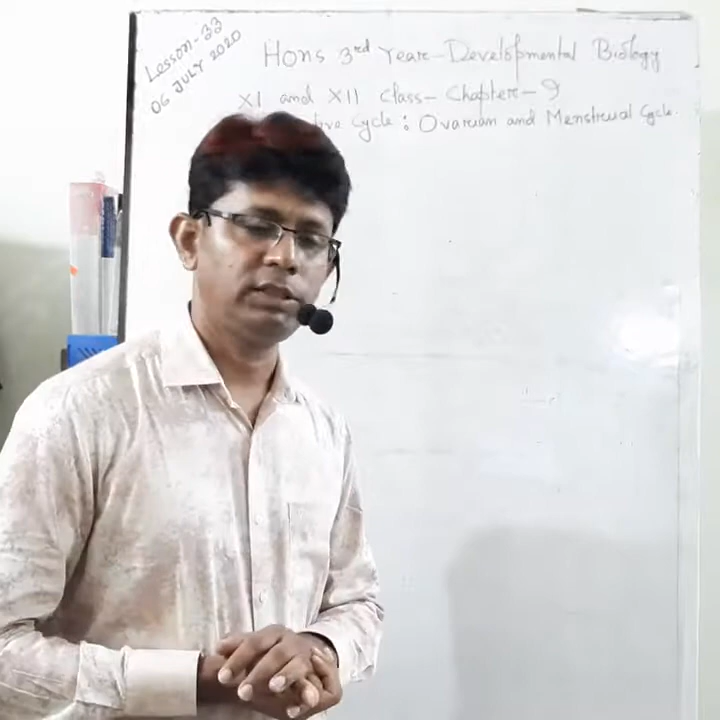 Lesson-33
06 JULY 2020
Hons 3rd Year-Developmental Biology
XI and XII Class-Chapter-9
Cycle: Ovarian and Menstrual Cycle